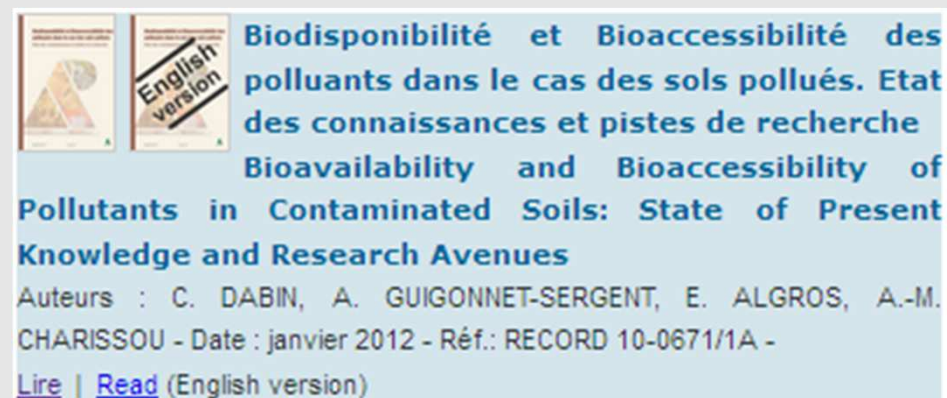 English
version
Biodisponibilité et Bioaccessibilité des
polluants dans le cas des sols pollués. Etat
des connaissances et pistes de recherche
Bioavailability and Bioaccessibility of
Pollutants in Contaminated Soils: State of Present
Knowledge and Research Avenues
Auteurs : C. DABIN, A. GUIGONNET-SERGENT, E. ALGROS, A.-M.
CHARISSOU - Date : janvier 2012 - Réf.: RECORD 10-0671/1A -
Lire | Read (English version)